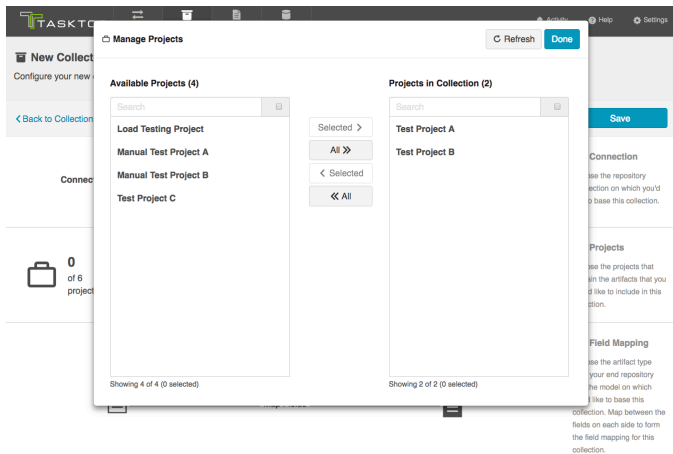 TASKTO
Activity
Help
Settings
New Collect
Configure your new
Manage Projects
Refresh
Done
Back to Collection
Save
Available Projects (4)
Search
Load Testing Project
Manual Test Project A
Manual Test Project B
Test Project C
Showing 4 of 4 (0 selected)
Selected >
All »
< Selected
« All
Projects in Collection (2)
Search
Test Project A
Test Project B
Showing 2 of 2 (0 selected)
Connec
0
of 6
project
Connection
ose the repository
ection on which you'd
o base this collection.
Projects
ose the projects that
ain the artifacts that you
d like to include in this
ction.
Field Mapping
ose the artifact type
your end repository
he model on which
like to base this
collection. Map between the
fields on each side to form
the field mapping for this
collection.